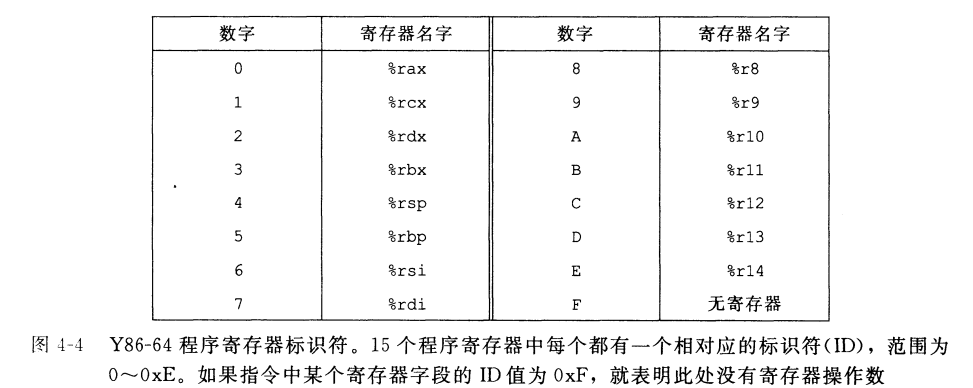 数字 寄存器名字 数字 寄存器名字
0 %rax 8 %r8
1 %rcx 9 %r9
2 %rdx A %r10
3 %rbx B %r11
4 %rsp C %r12
5 %rbp D %r13
6 %rsi E %r14
7 %rdi F 无寄存器
图 4-4 Y86-64 程序寄存器标识符。15 个程序寄存器中每个都有一个相对应的标识符(ID)，范围为
0～0xE。如果指令中某个寄存器字段的 ID 值为 0xF，就表明此处没有寄存器操作数